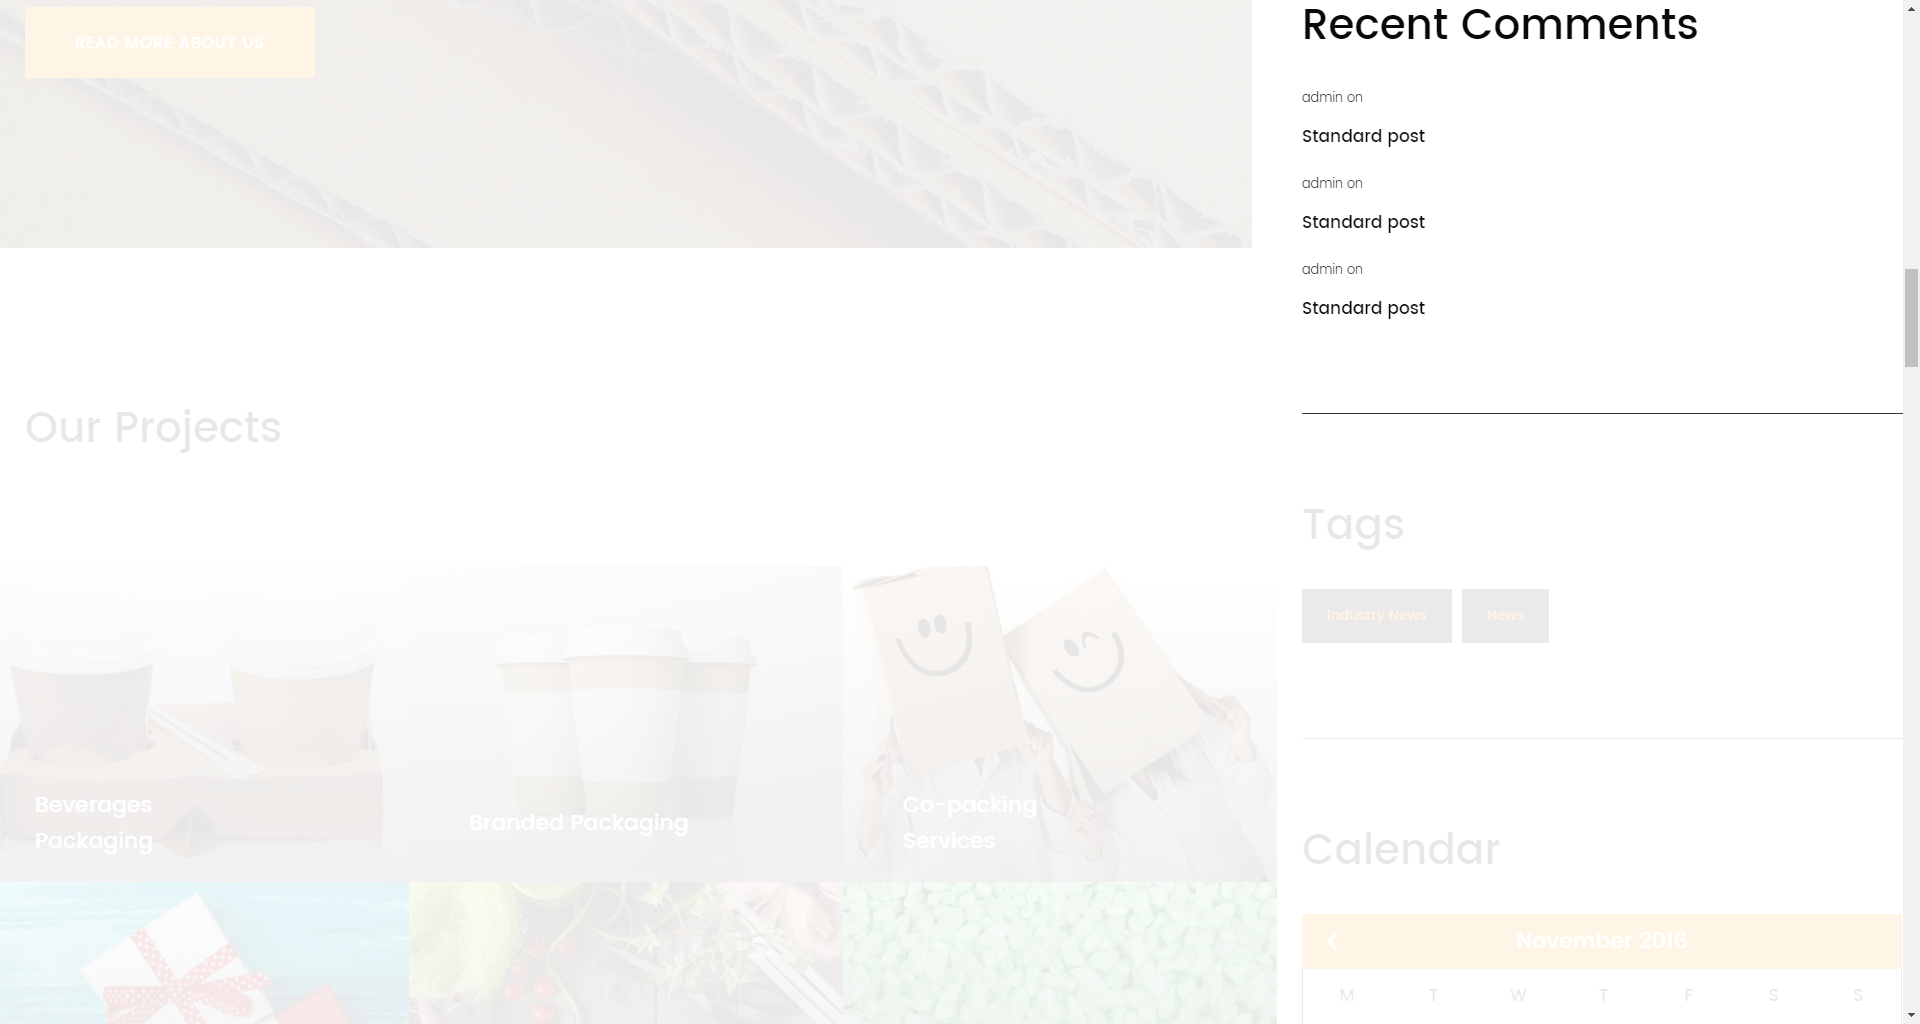 READ MORE ABOUT US
Recent Comments
admin on
Standard post
admin on
Standard post
admin on
Standard post
Our Projects
Tags
Industry News
News
Beverages
Packaging
Branded Packaging
Co-packing
Services
Calendar
November 2016
M T W T F S S